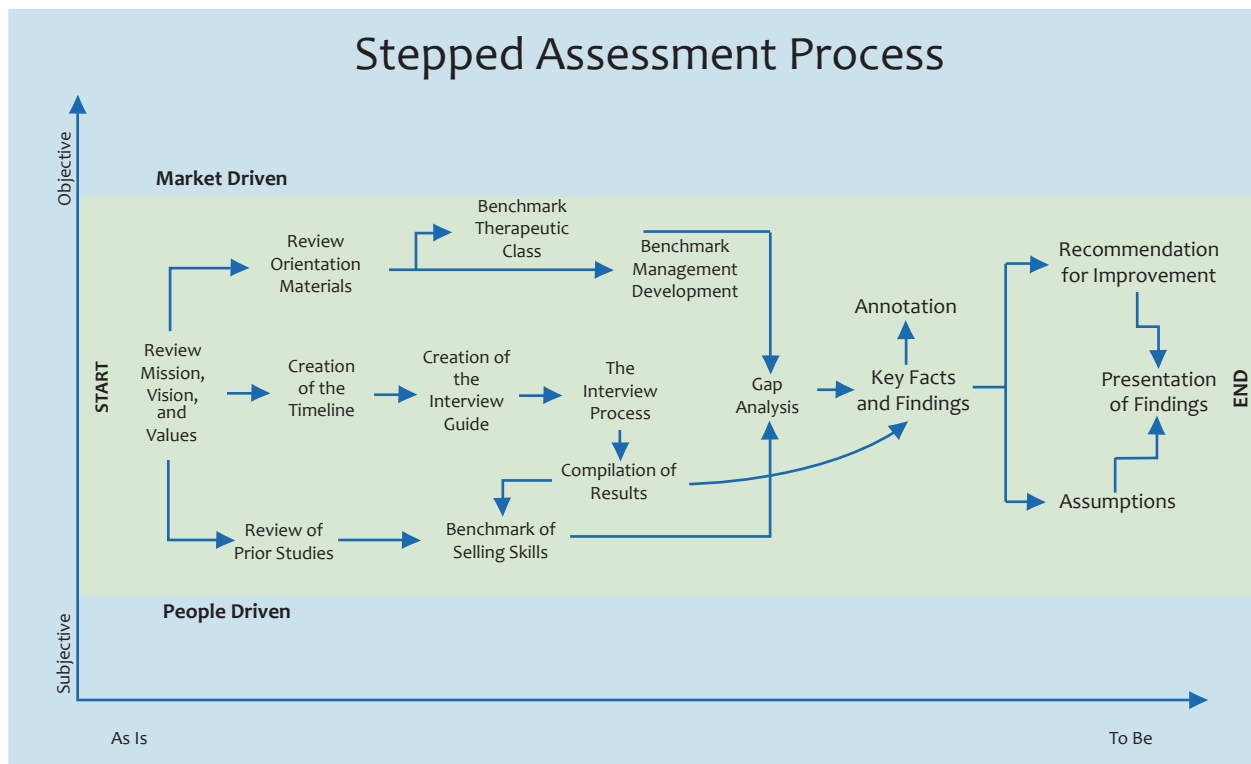 Stepped Assessment Process
Objective
Market Driven
Benchmark
Therapeutic
Class
Review
Orientation
Materials
Benchmark
Management
Development
Recommendation
for Improvement
Annotation
START
Review
Mission,
Vision,
and
Values
Creation
of the
Timeline
Creation of
the
Interview
Guide
The
Interview
Process
Gap
Analysis
Key Facts
and Findings
Presentation
of Findings
END
Compilation of
Results
Assumptions
Review of
Prior Studies
Benchmark of
Selling Skills
People Driven
Subjective
As Is
To Be